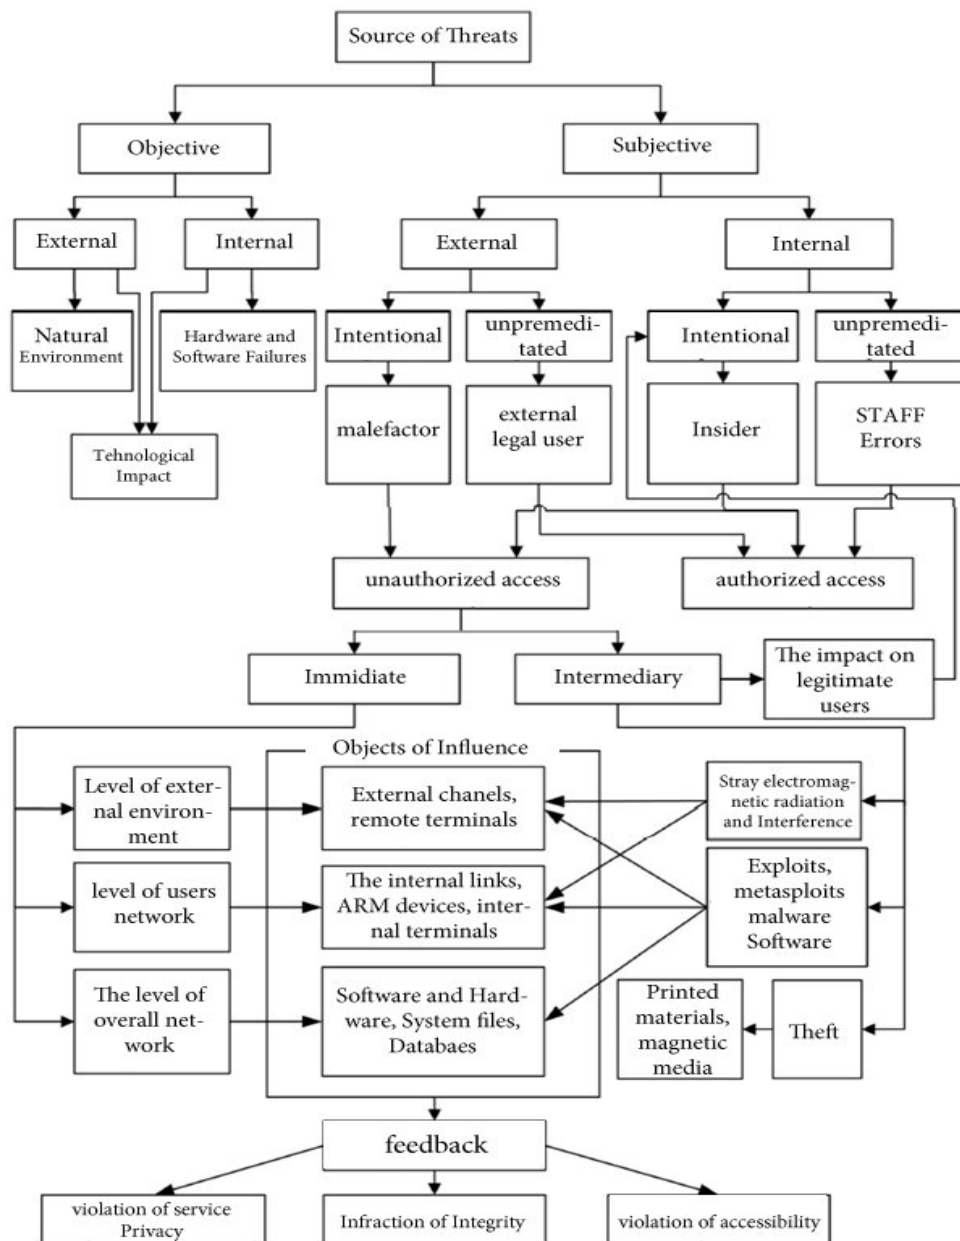 Source of Threats
Objective
Subjective
External
Internal
External
Internal
Natural
Environment
Hardware and
Software Failures
Intentional
unpremedi-
tated
Intentional
unpremedi-
tated
Tehnological
Impact
malefactor
external
legal user
Insider
STAFF
Errors
unauthorized access
authorized access
Immidiate
Intermediary
The impact on
legitimate
users
Objects of Influence
Level of exter-
nal environ-
ment
External chanels,
remote terminals
Stray electromag-
netic radiation
and Interference
level of users
network
The internal links,
ARM devices, inter-
nal terminals
Exploits,
metasploits
malware
Software
The level of
overall net-
work
Software and Hard-
ware, System files,
Databaes
Printed
materials,
magnetic
media
Theft
feedback
violation of service
Privacy
Infraction of Integrity
violation of accessibility